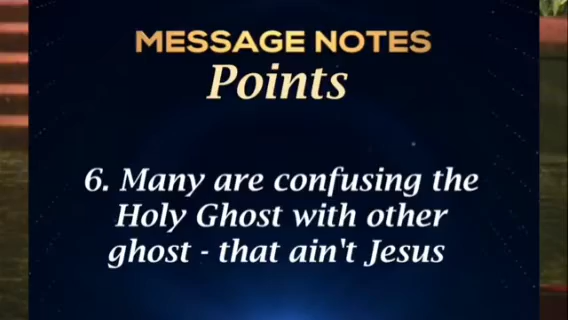 MESSAGE NOTES
Points
6. Many are confusing the
Holy Ghost with other
ghost - that ain't Jesus